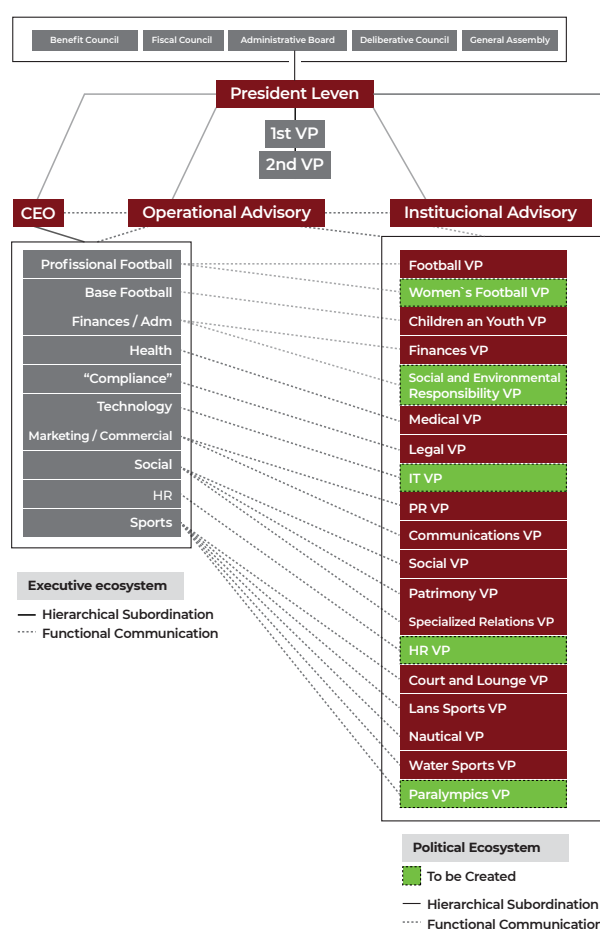 Benefit Council
Fiscal Council
Administrative Board
Deliberative Council
General Assembly
President Leven
1st VP
2nd VP
CEO
Operational Advisory
Institucional Advisory
Profissional Football
Base Football
Finances / Adm
Health
“Compliance”
Technology
Marketing / Commercial
Social
HR
Sports
Executive ecosystem
Hierarchical Subordination
Functional Communication
Football VP
Women`s Football VP
Children an Youth VP
Finances VP
Social and Environmental
Responsibility VP
Medical VP
Legal VP
IT VP
PR VP
Communications VP
Social VP
Patrimony VP
Specialized Relations VP
HR VP
Court and Lounge VP
Lans Sports VP
Nautical VP
Water Sports VP
Paralympics VP
Political Ecosystem
To be Created
Hierarchical Subordination
Functional Communication